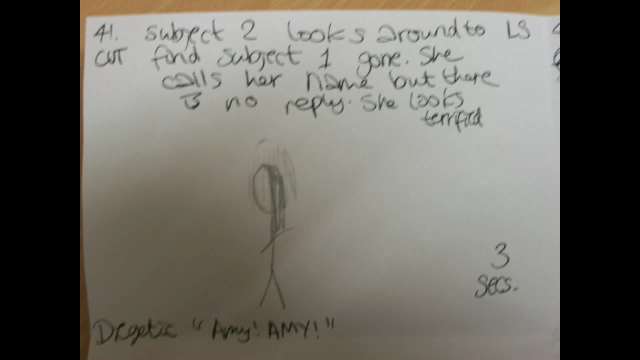 41. Subject 2 looks around to LS
CUT find subject 1 gone. She
calls her name but there
is no reply. She looks
terrified
3
secs.
"Amy! AMY!"